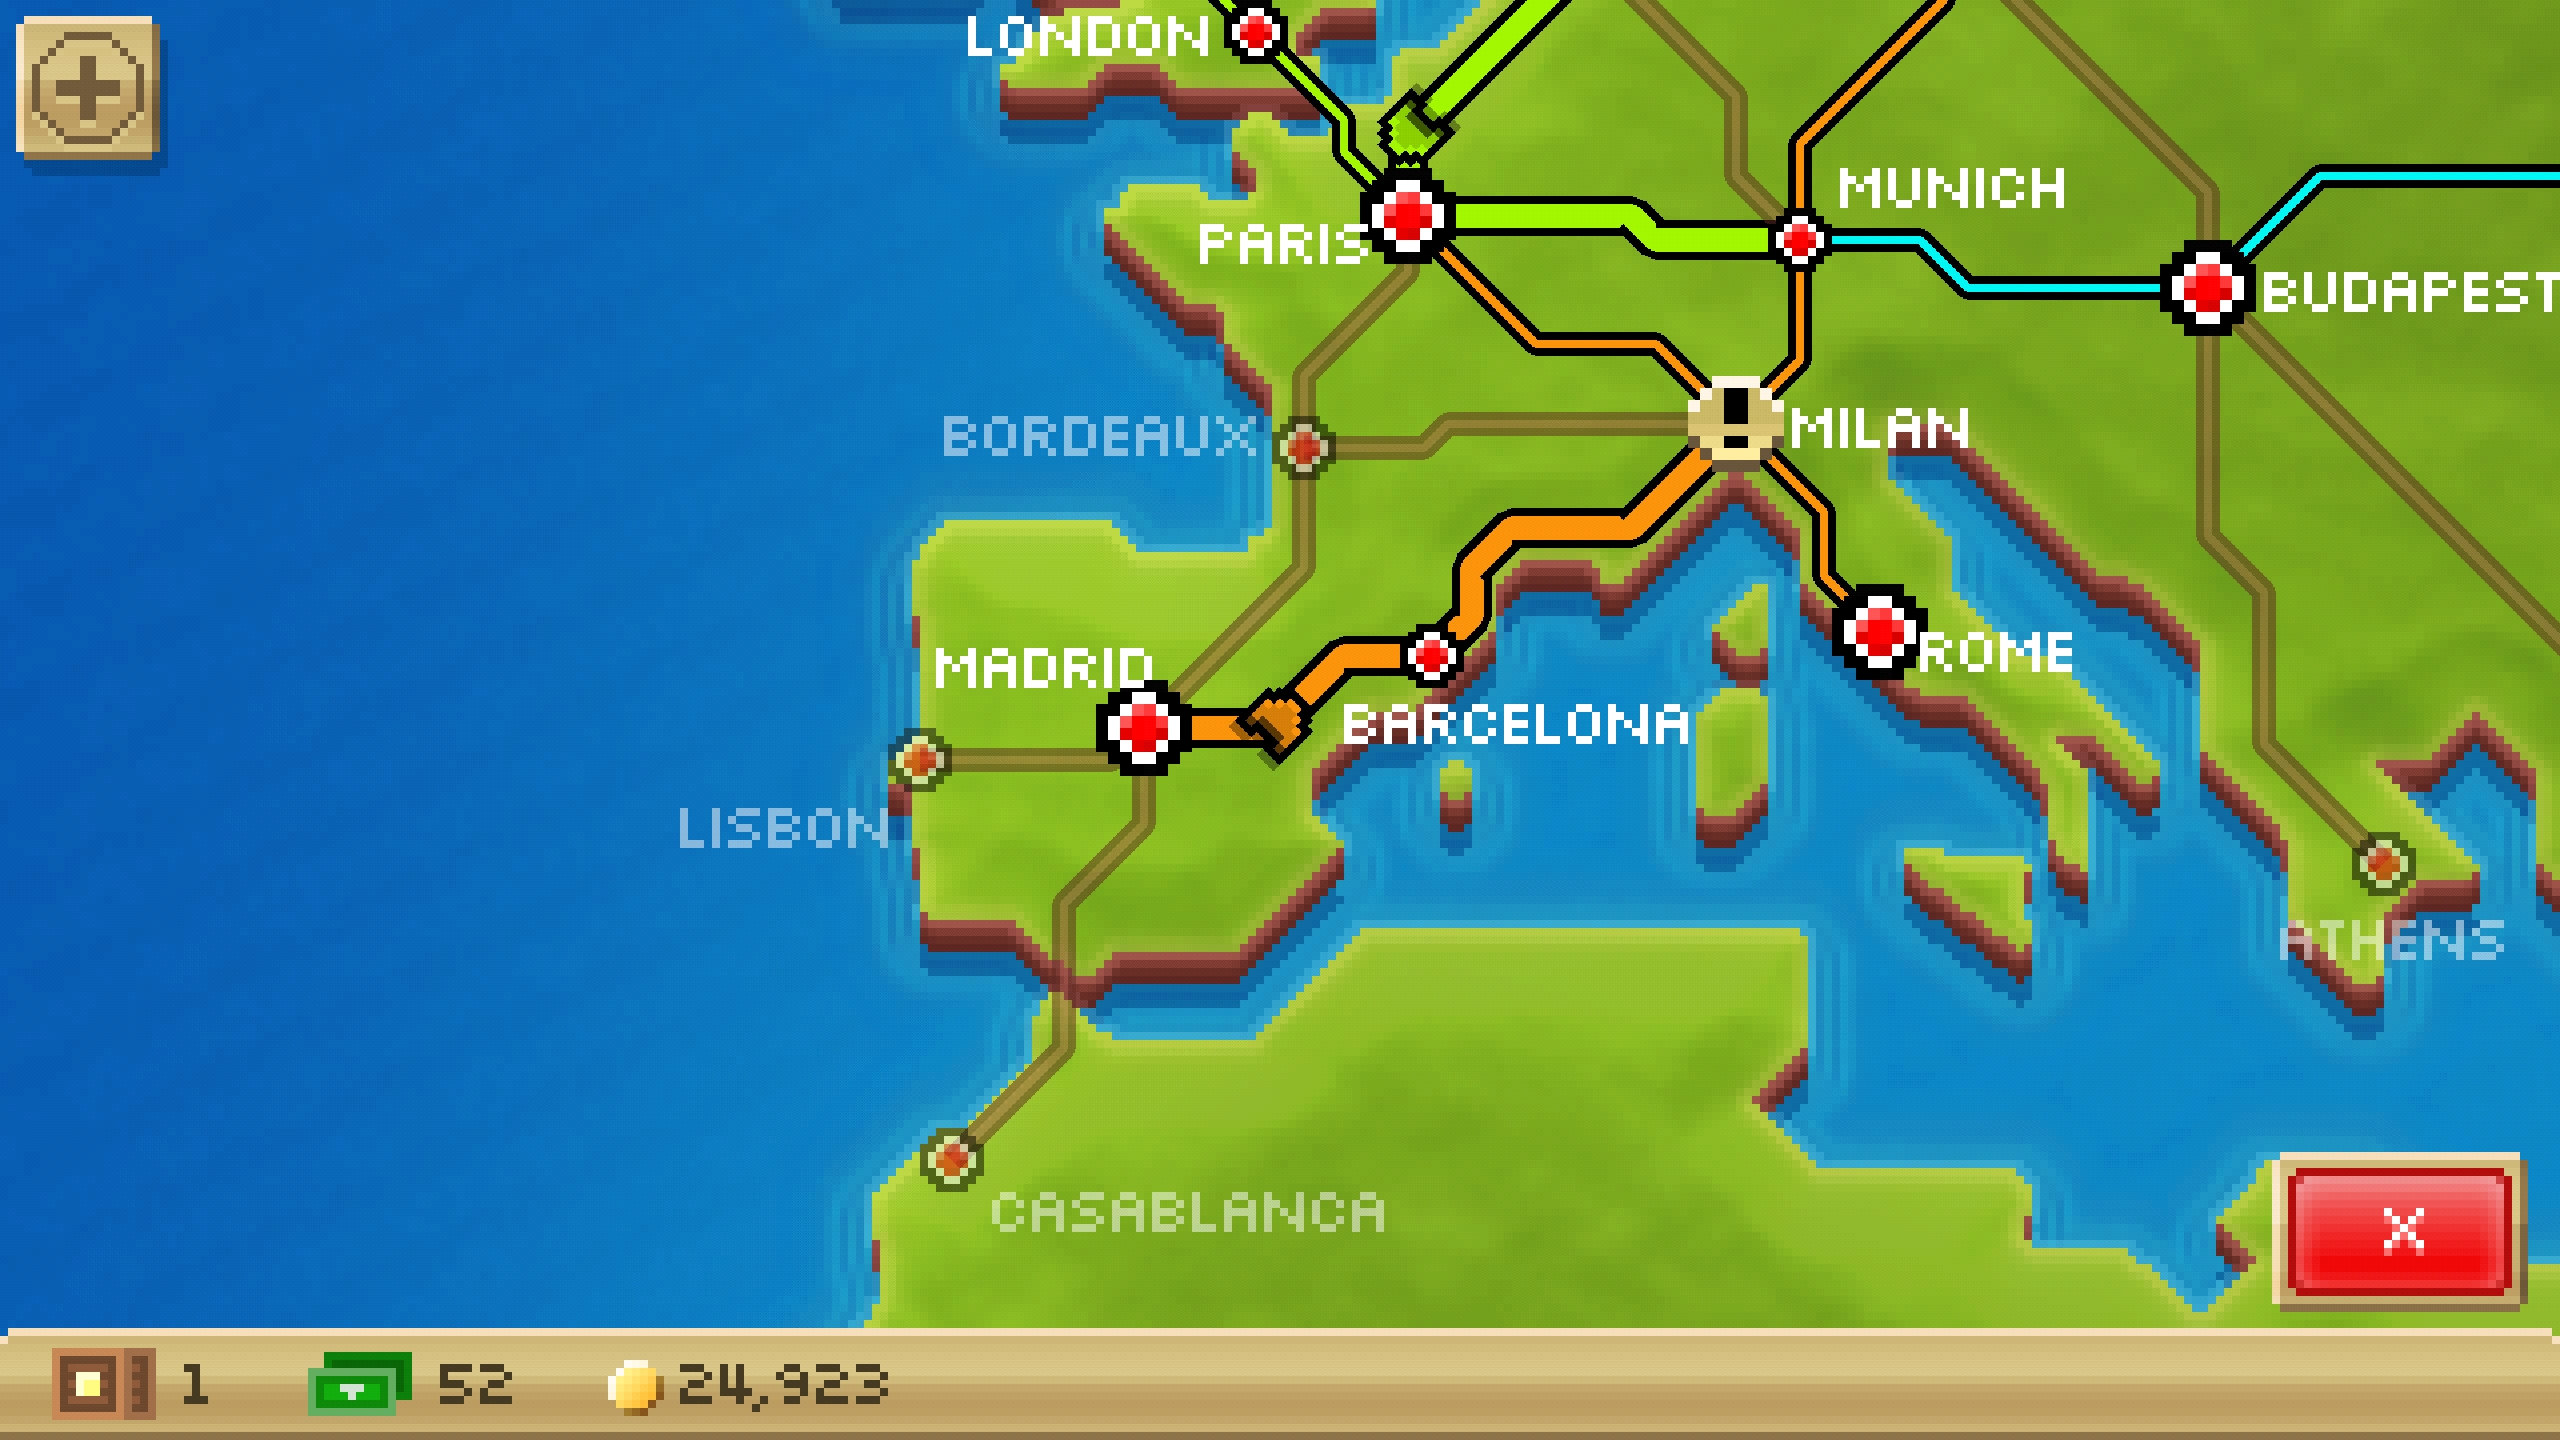 LONDON
MUNICH
PARIS
BUDAPEST
BORDEAUX
MILAN
MADRID
ROME
BARCELONA
LISBON
ATHENS
CASABLANCA
X
1 52 24,923